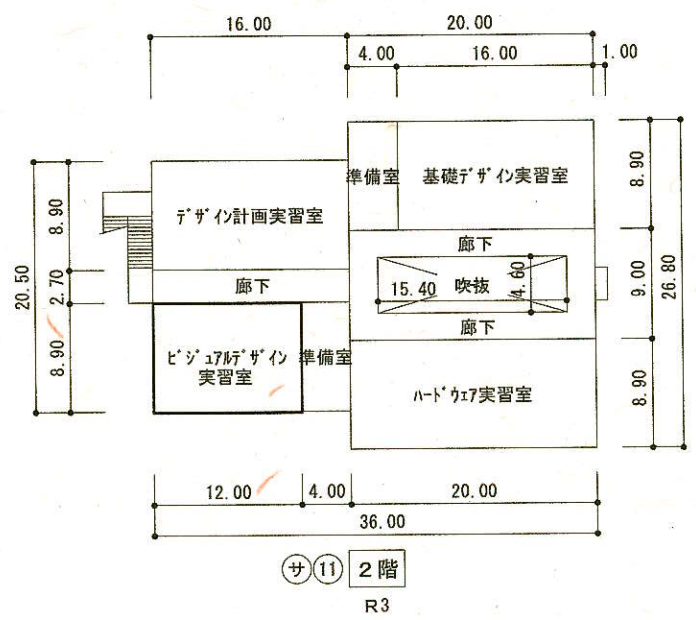 16.00
20.00
4.00
16.00
1.00
準備室
基礎デザイン実習室
8.90
デザイン計画実習室
8.90
廊下
20.50
2.70
廊下
15.40
吹抜
4.60
9.00
26.80
廊下
ビジュアルデザイン
実習室
準備室
8.90
ハードウェア実習室
8.90
12.00
4.00
20.00
36.00
サ 11 2階
R3